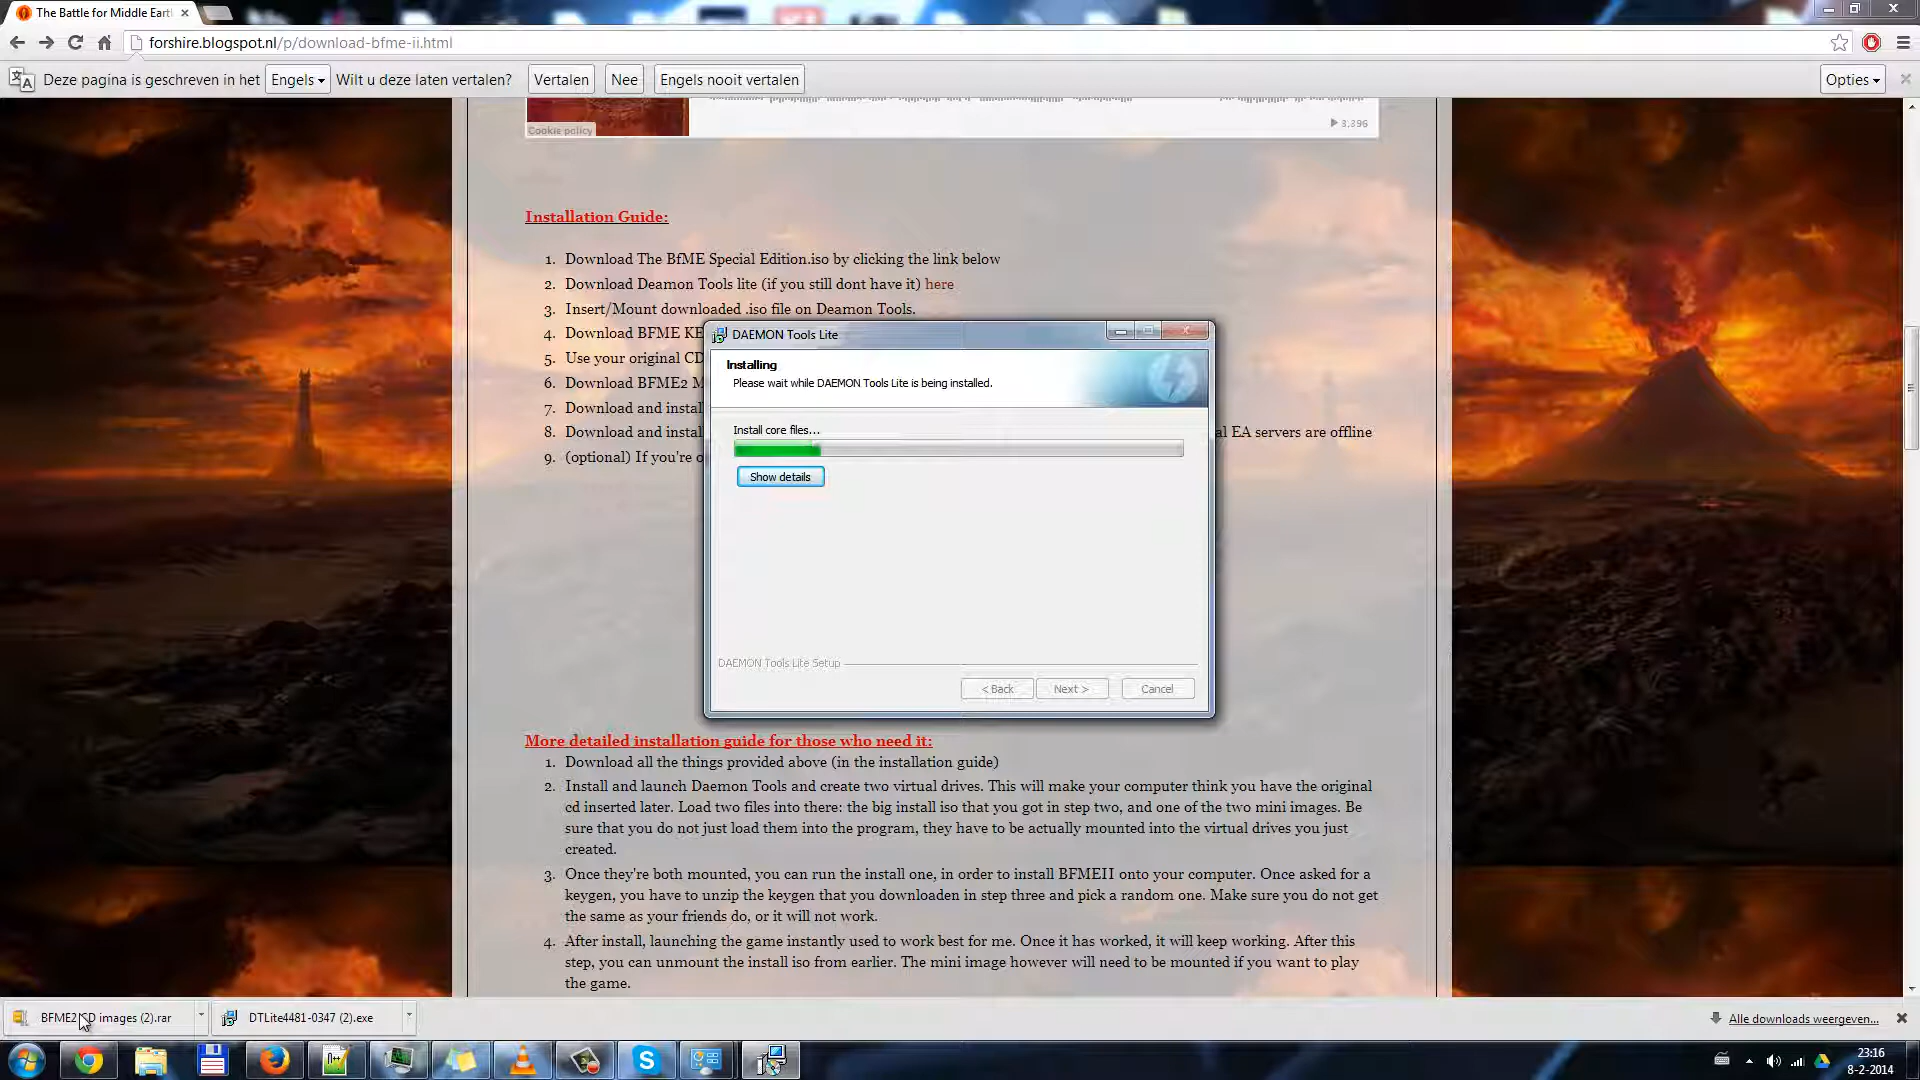 The Battle for Middle Eart
forshire.blogspot.nl/p/download-bfme-ii.html
Deze pagina is geschreven in het Engels Wilt u deze laten vertalen? Vertalen Nee Engels nooit vertalen Opties
Cookie policy
3,396
Installation Guide:
1. Download The BfME Special Edition.iso by clicking the link below
2. Download Deamon Tools lite (if you still dont have it) here
3. Insert/Mount downloaded .iso file on Deamon Tools.
4. Download BFME KE
5. Use your original CD
6. Download BFME2 M
7. Download and instal
8. Download and instal
al EA servers are offline
9. (optional) If you're o
DAEMON Tools Lite
Installing
Please wait while DAEMON Tools Lite is being installed.
Install core files...
Show details
DAEMON Tools Lite Setup
< Back Next > Cancel
More detailed installation guide for those who need it:
1. Download all the things provided above (in the installation guide)
2. Install and launch Daemon Tools and create two virtual drives. This will make your computer think you have the original
cd inserted later. Load two files into there: the big install iso that you got in step two, and one of the two mini images. Be
sure that you do not just load them into the program, they have to be actually mounted into the virtual drives you just
created.
3. Once they're both mounted, you can run the install one, in order to install BFMEII onto your computer. Once asked for a
keygen, you have to unzip the keygen that you downloaden in step three and pick a random one. Make sure you do not get
the same as your friends do, or it will not work.
4. After install, launching the game instantly used to work best for me. Once it has worked, it will keep working. After this
step, you can unmount the install iso from earlier. The mini image however will need to be mounted if you want to play
the game.
BFME2 CD images (2).rar
DTLite4481-0347 (2).exe
Alle downloads weergeven...
23:16
8-2-2014